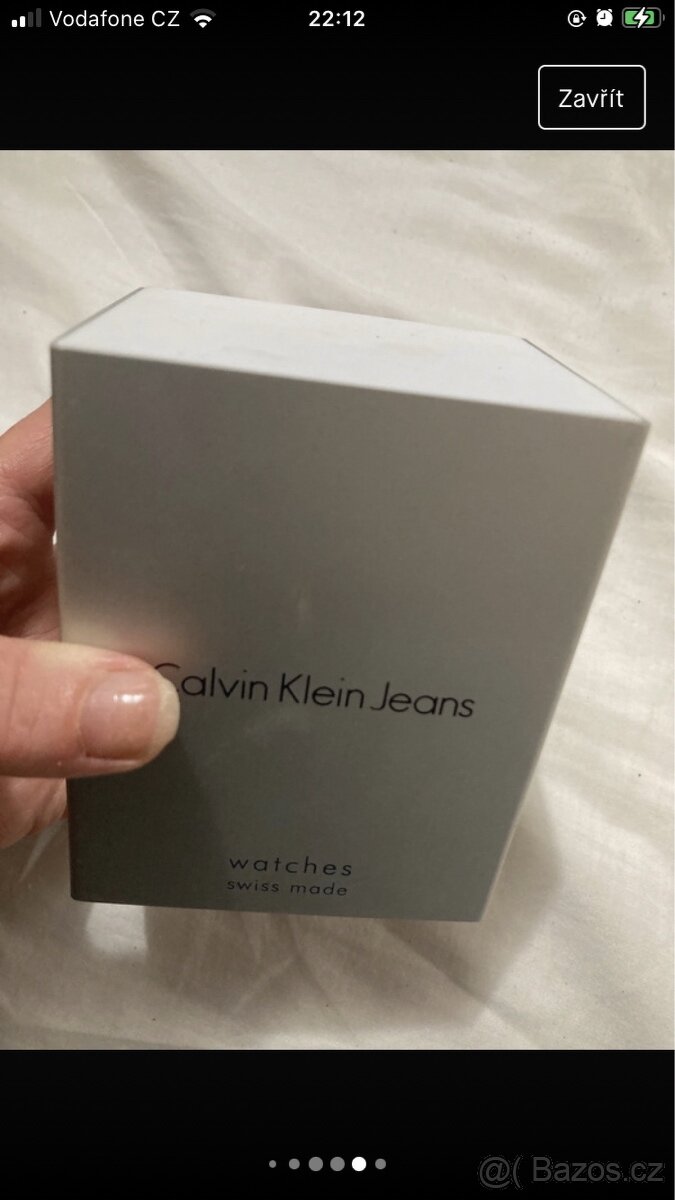 Vodafone CZ
22:12
Zavřít
Calvin Klein Jeans
watches
swiss made
@( Bazos.cz